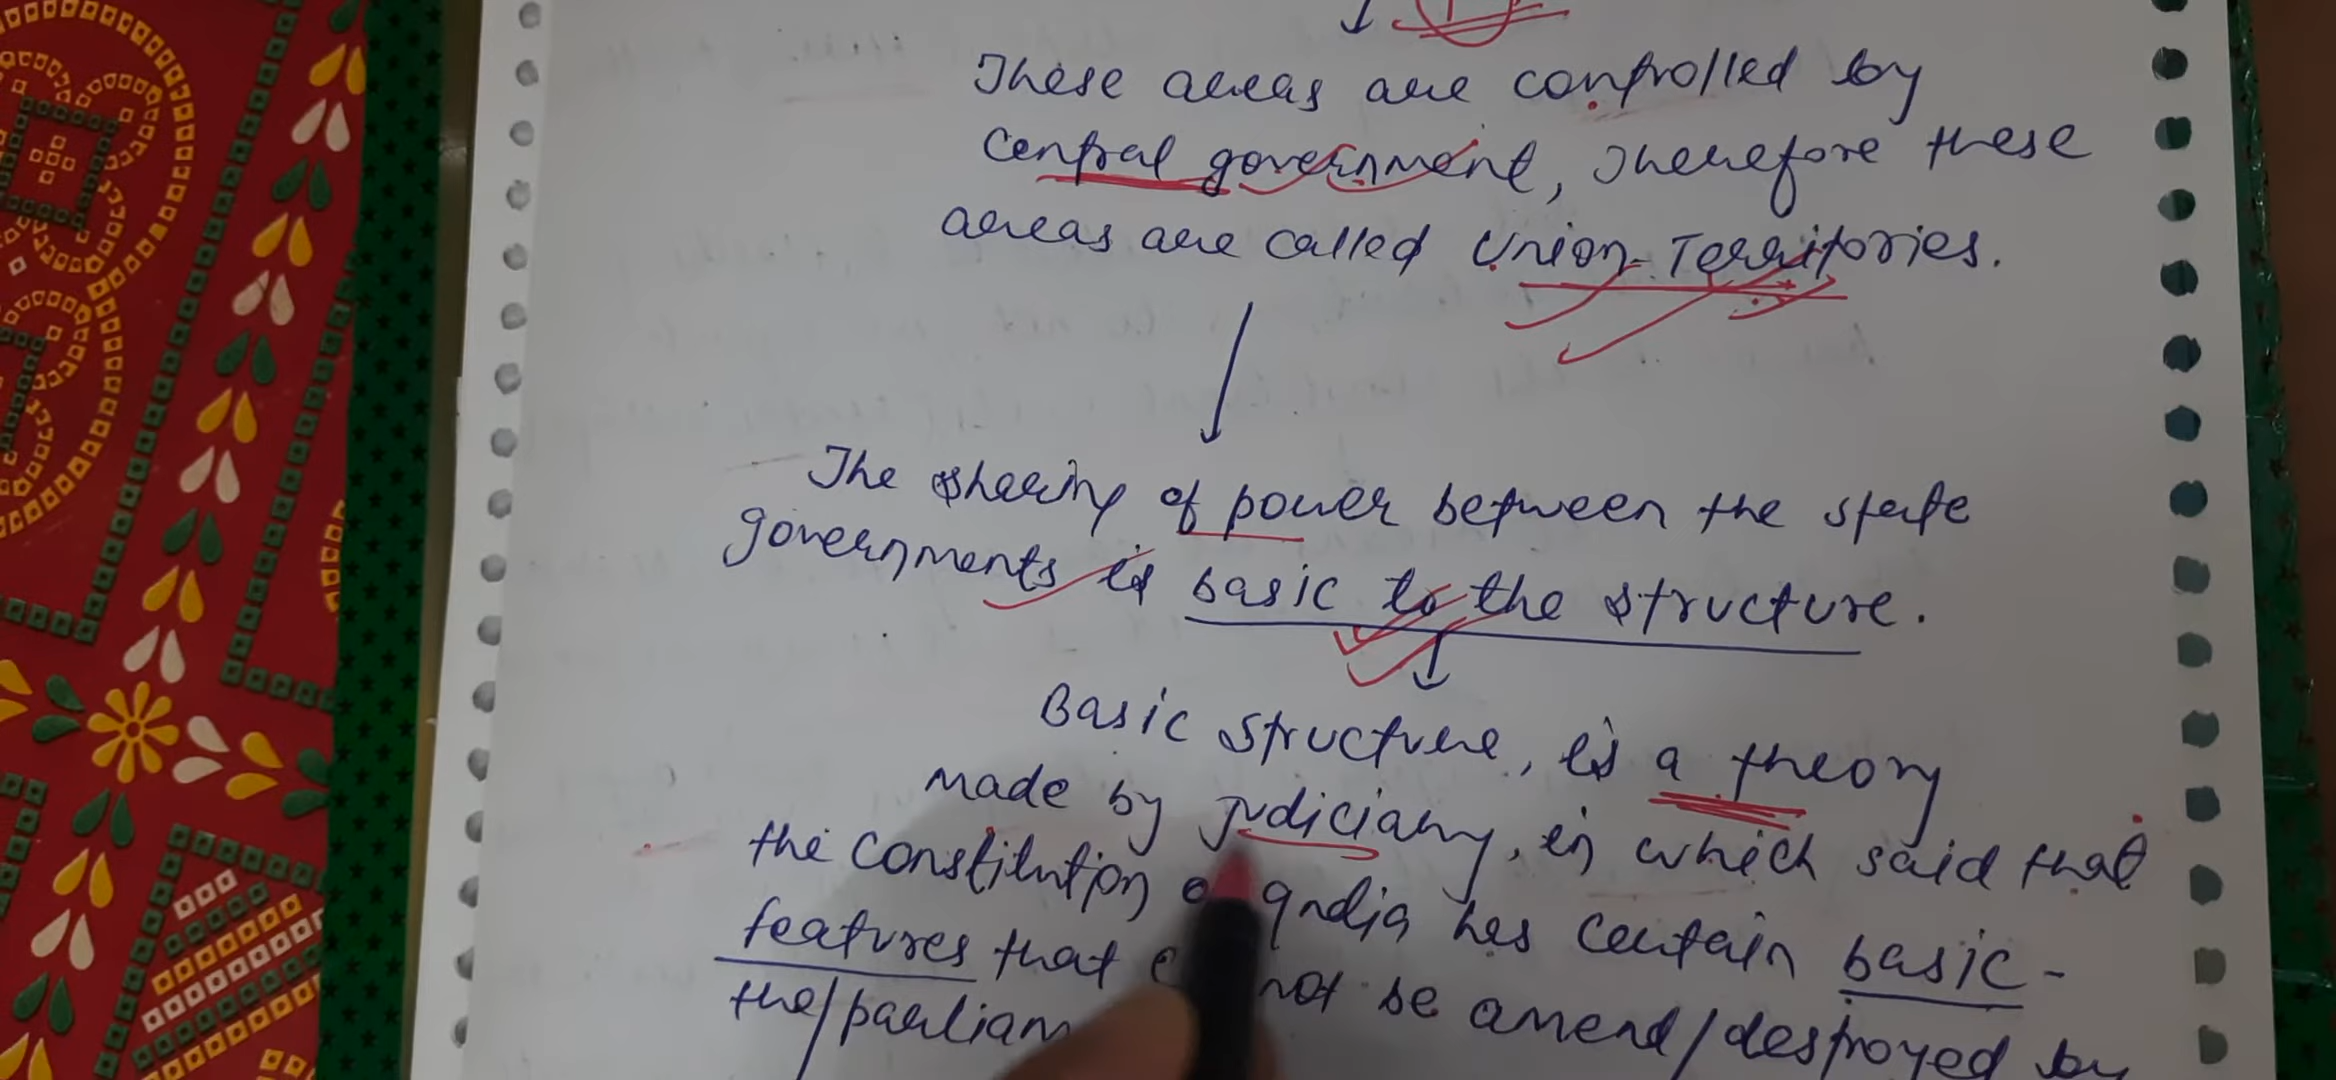 These areas are controlled by
Central government, Therefore these
areas are called Union-Territories.
The sharing of power between the state
governments is basic to the structure.
Basic Structure, is a theory
made by judiciary, in which said that
the Constitution India has certain basic-
features that not be amend/destroyed by
the/parliam